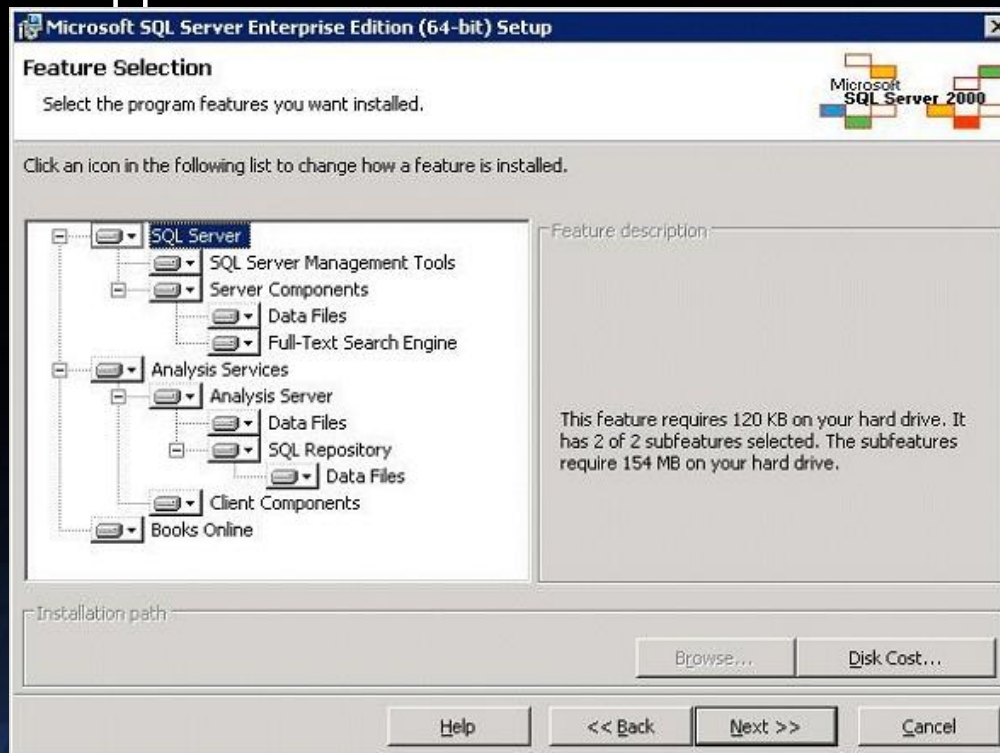 Microsoft SQL Server Enterprise Edition (64-bit) Setup
Feature Selection
Select the program features you want installed.
Microsoft
SQL Server 2000
Click an icon in the following list to change how a feature is installed.
SQL Server
SQL Server Management Tools
Server Components
Data Files
Full-Text Search Engine
Analysis Services
Analysis Server
Data Files
SQL Repository
Data Files
Client Components
Books Online
Feature description
This feature requires 120 KB on your hard drive. It
has 2 of 2 subfeatures selected. The subfeatures
require 154 MB on your hard drive.
Installation path
Browse...
Disk Cost...
Help
<< Back
Next >>
Cancel